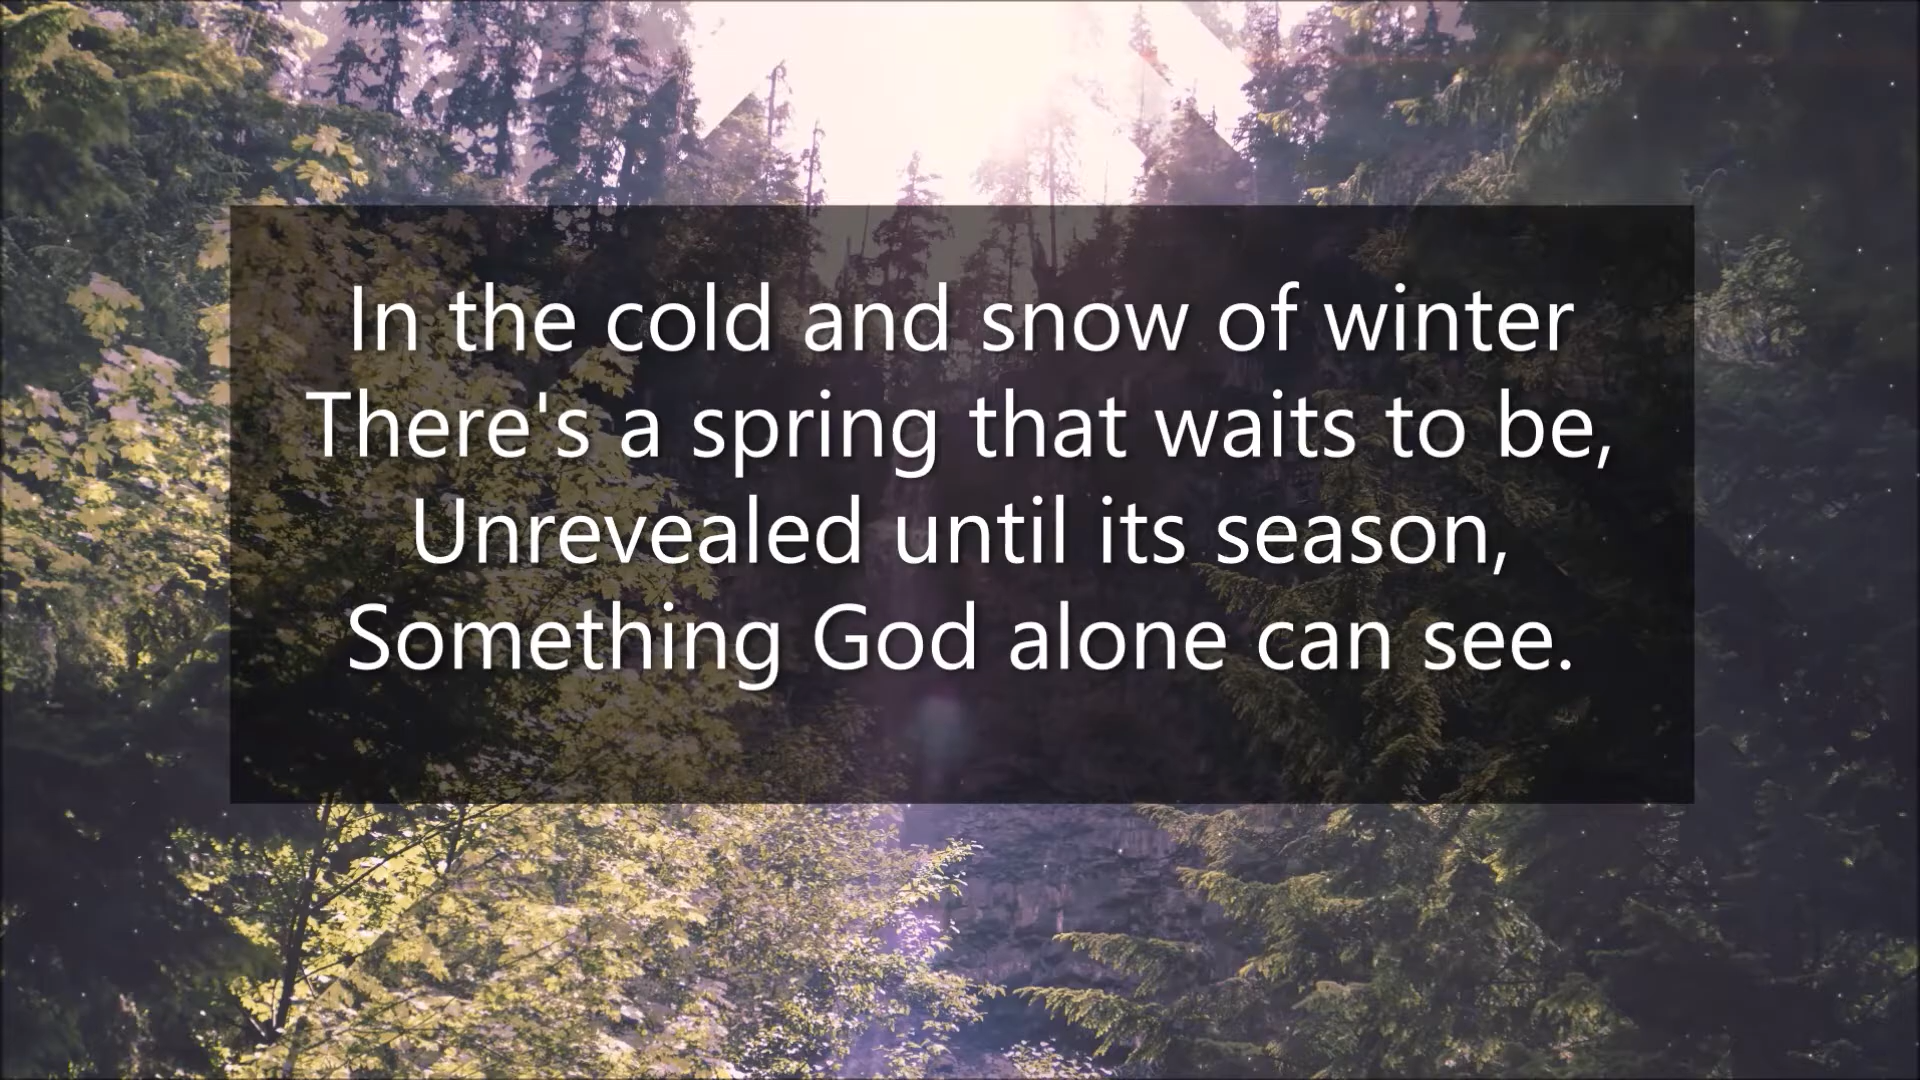 In the cold and snow of winter
There's a spring that waits to be,
Unrevealed until its season,
Something God alone can see.